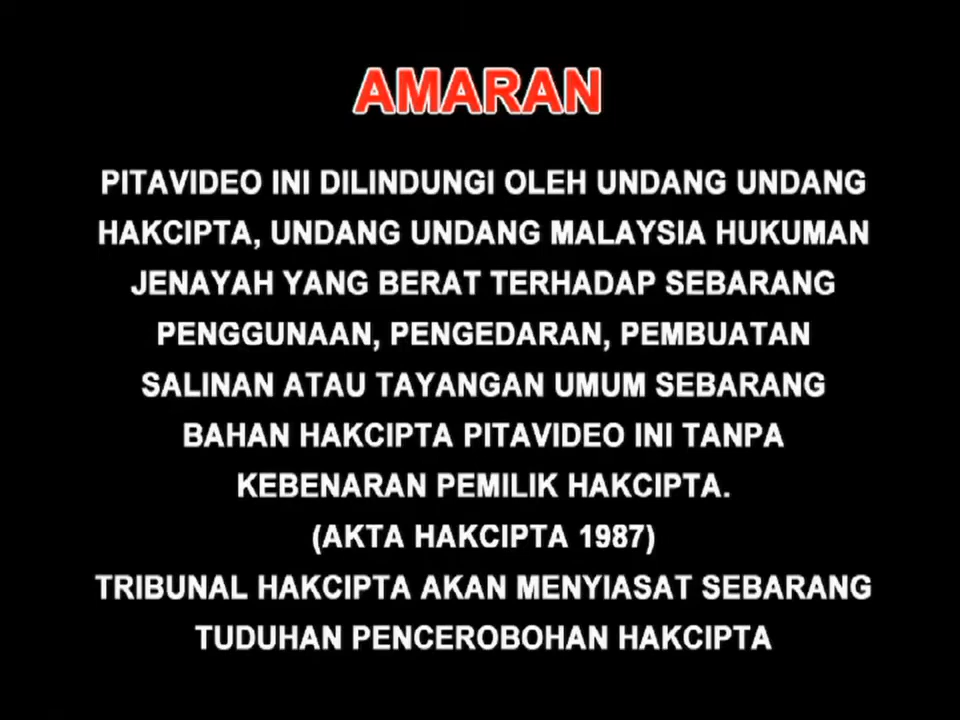 AMARAN
PITAVIDEO INI DILINDUNGI OLEH UNDANG UNDANG
HAKCIPTA, UNDANG UNDANG MALAYSIA HUKUMAN
JENAYAH YANG BERAT TERHADAP SEBARANG
PENGGUNAAN, PENGEDARAN, PEMBUATAN
SALINAN ATAU TAYANGAN UMUM SEBARANG
BAHAN HAKCIPTA PITAVIDEO INI TANPA
KEBENARAN PEMILIK HAKCIPTA.
(AKTA HAKCIPTA 1987)
TRIBUNAL HAKCIPTA AKAN MENYIASAT SEBARANG
TUDUHAN PENCEROBOHAN HAKCIPTA